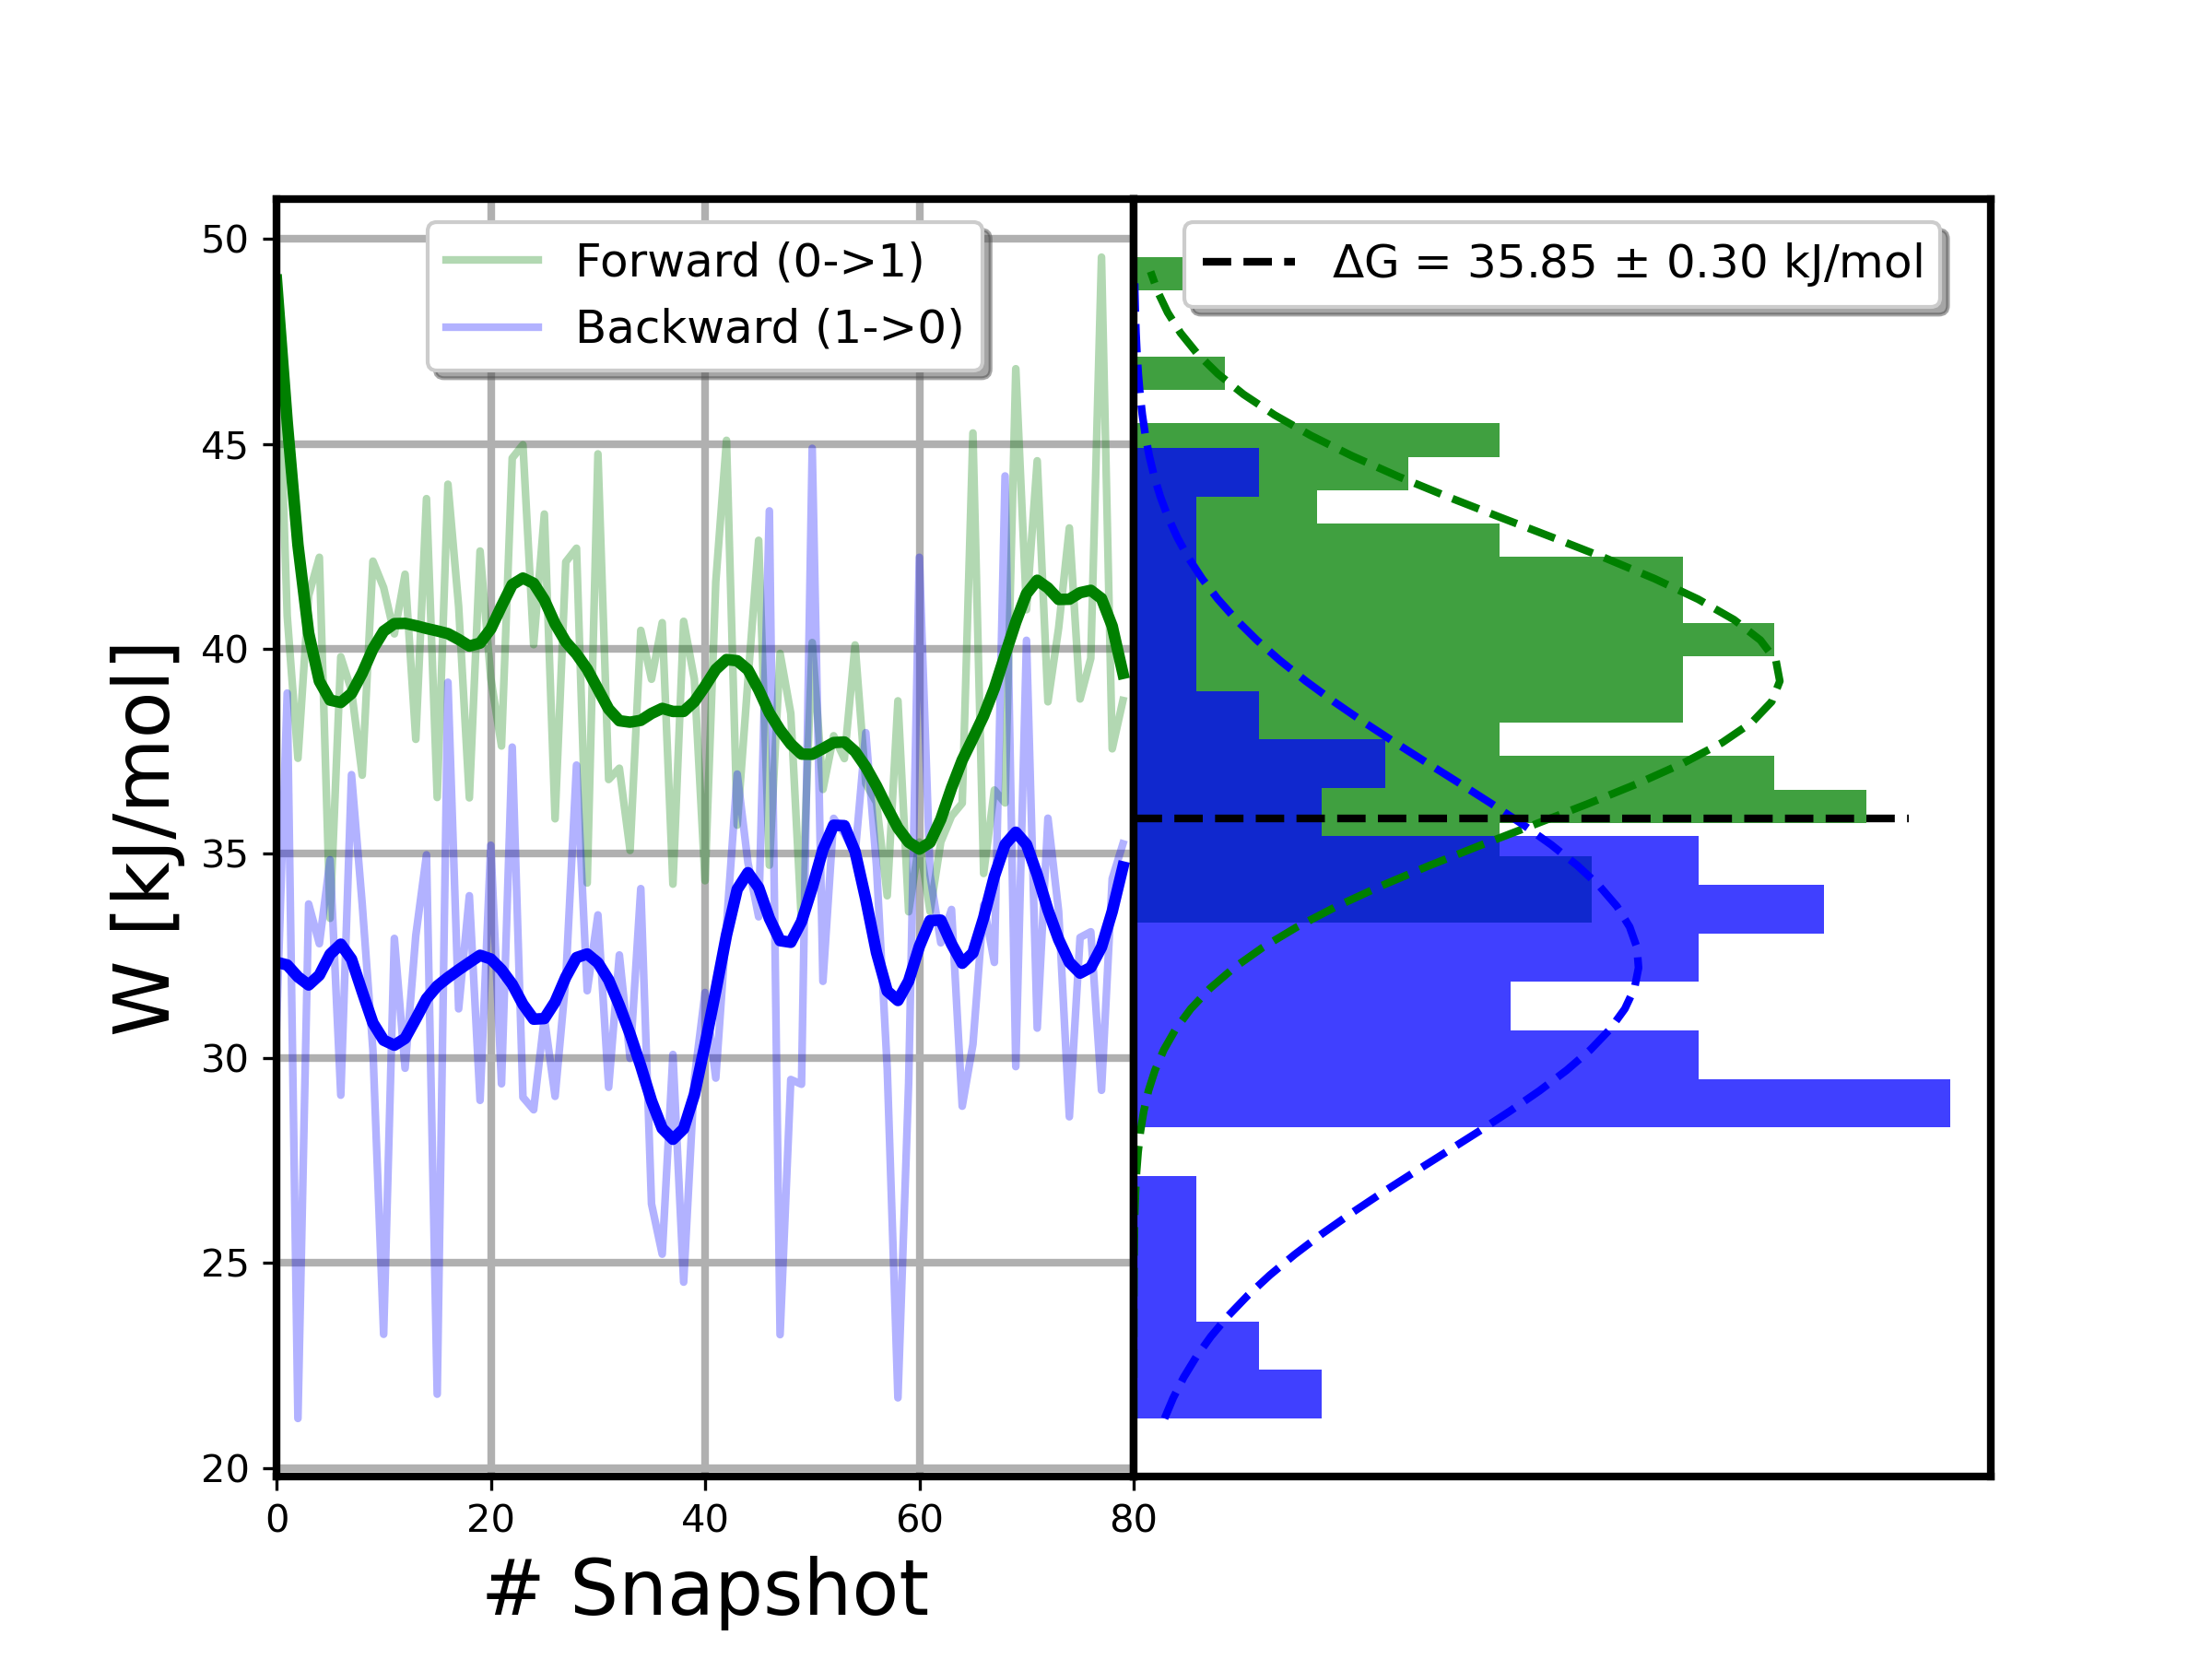 Forward (0->1)
Backward (1->0)
ΔG = 35.85 ± 0.30 kJ/mol
W [kJ/mol]
50
45
40
35
30
25
20
0 20 40 60 80
# Snapshot